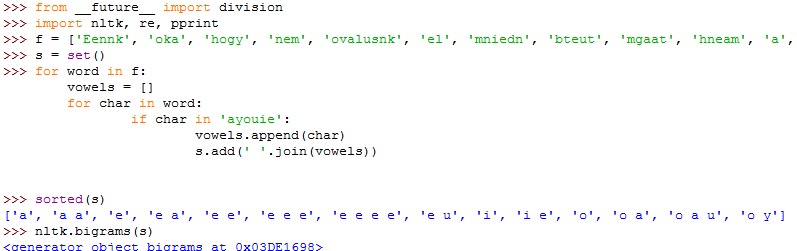 >>> from __future__ import division
>>> import nltk, re, pprint
>>> f = ['Eennk', 'oka', 'hogy', 'nem', 'ovalusnk', 'el', 'mniedn', 'bteut', 'mgaat', 'hneam', 'a',
>>> s = set()
>>> for word in f:
        vowels = []
        for char in word:
                if char in 'ayouie':
                        vowels.append(char)
                        s.add(' '.join(vowels))
>>> sorted(s)
['a', 'a a', 'e', 'e a', 'e e', 'e e e', 'e e e e', 'e u', 'i', 'i e', 'o', 'o a', 'o a u', 'o y']
>>> nltk.bigrams(s)
<generator object bigrams at 0x03DE1698>